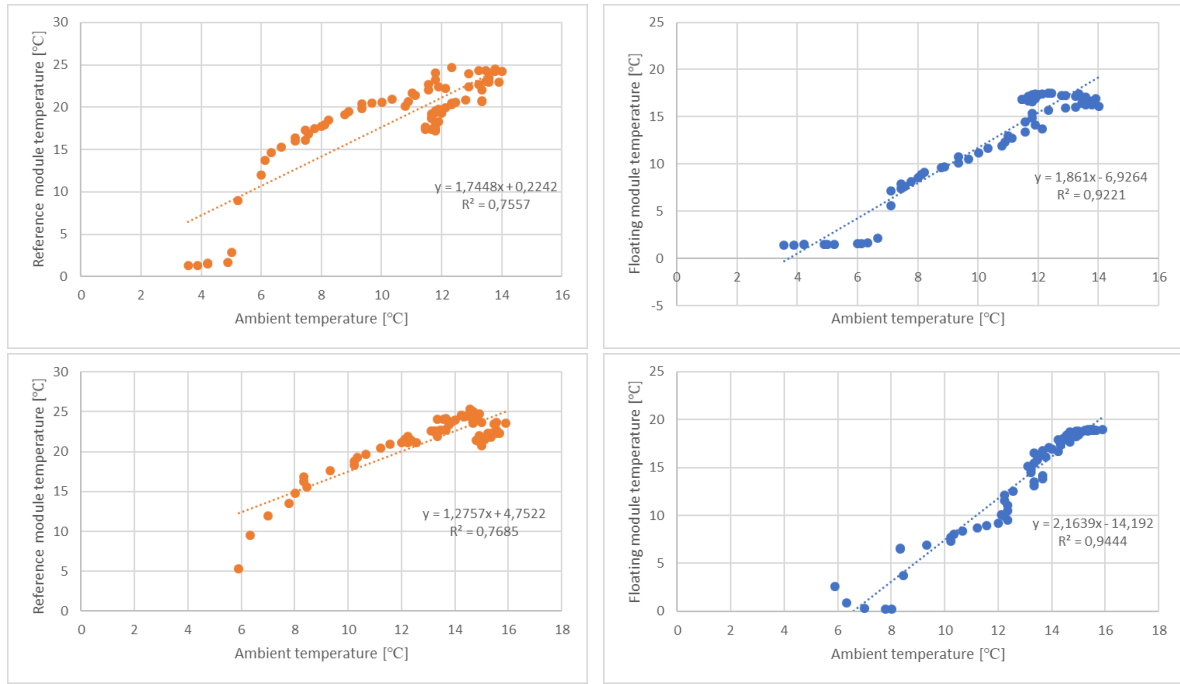 Reference module temperature [°C]
30
25
20
15
10
5
0
y = 1,7448x + 0,2242
R² = 0,7557
0 2 4 6 8 10 12 14 16
Ambient temperature [°C]
Floating module temperature [°C]
25
20
15
10
5
0
-5
y = 1,861x - 6,9264
R² = 0,9221
0 2 4 6 8 10 12 14 16
Ambient temperature [°C]
Reference module temperature [°C]
30
25
20
15
10
5
0
y = 1,2757x + 4,7522
R² = 0,7685
0 2 4 6 8 10 12 14 16 18
Ambient temperature [°C]
Floating module temperature [°C]
25
20
15
10
5
0
y = 2,1639x - 14,192
R² = 0,9444
0 2 4 6 8 10 12 14 16 18
Ambient temperature [°C]